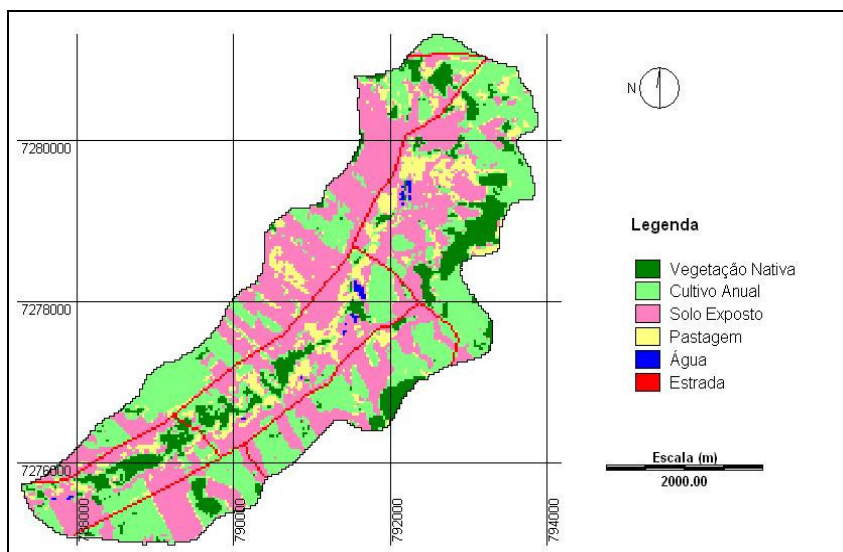 N
7280000
7278000
7276000
788000
790000
792000
794000
Legenda
Vegetação Nativa
Cultivo Anual
Solo Exposto
Pastagem
Água
Estrada
Escala (m)
2000.00